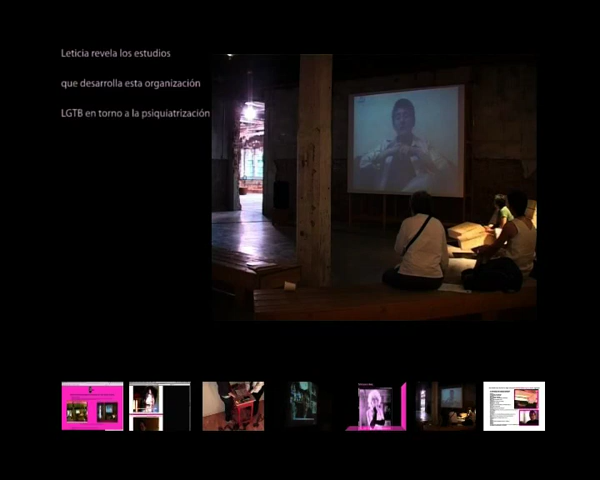 Leticia revela los estudios
que desarrolla esta organización
LGTB en torno a la psiquiatrización